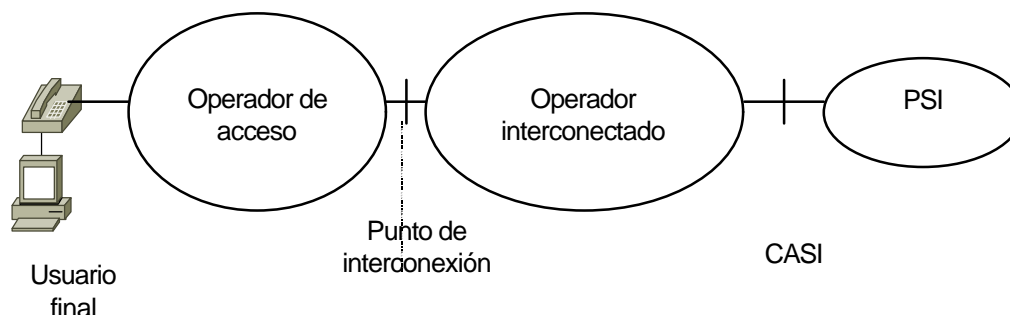 Operador de
acceso
Operador
interconectado
PSI
Punto de
interconexión
CASI
Usuario
final